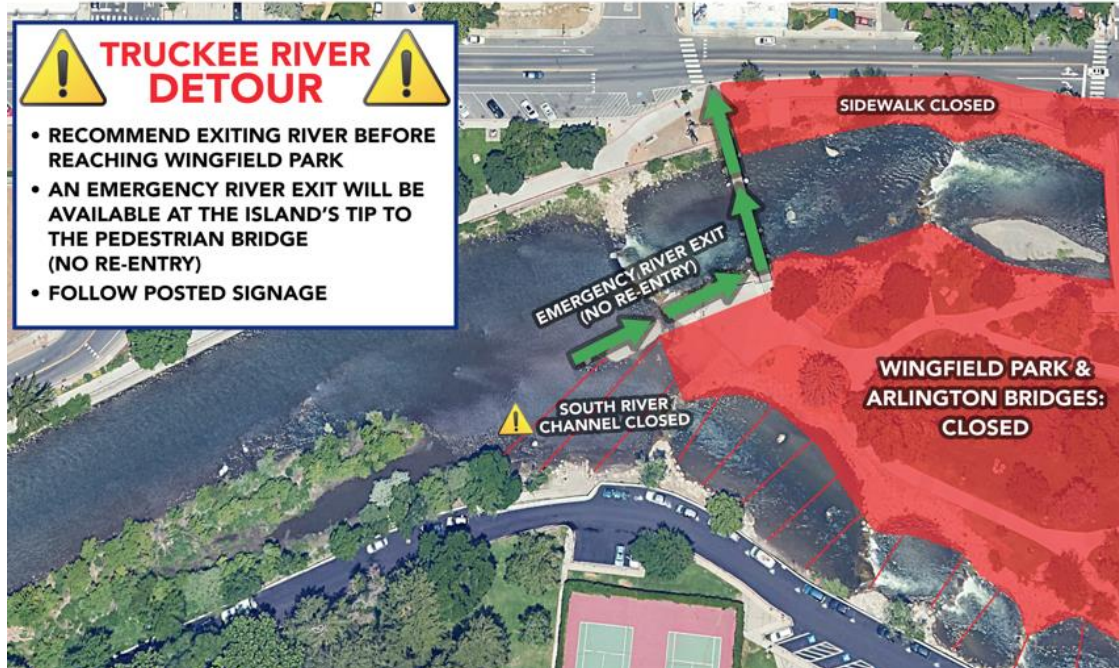 TRUCKEE RIVER
DETOUR
• RECOMMEND EXITING RIVER BEFORE
REACHING WINGFIELD PARK
• AN EMERGENCY RIVER EXIT WILL BE
AVAILABLE AT THE ISLAND'S TIP TO
THE PEDESTRIAN BRIDGE
(NO RE-ENTRY)
• FOLLOW POSTED SIGNAGE
SIDEWALK CLOSED
EMERGENCY RIVER EXIT
(NO RE-ENTRY)
WINGFIELD PARK &
ARLINGTON BRIDGES:
CLOSED
SOUTH RIVER
CHANNEL CLOSED